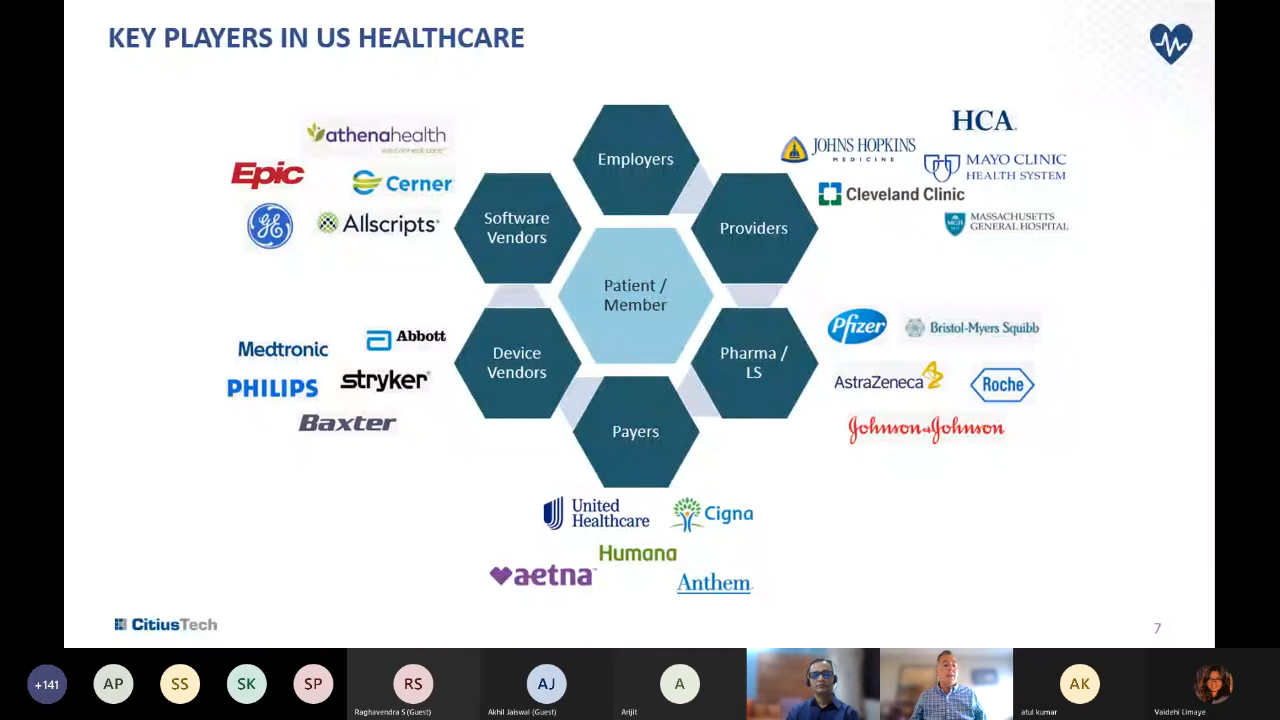 KEY PLAYERS IN US HEALTHCARE
athenahealth
Epic
Cerner
GE
Allscripts
Software
Vendors
Employers
HCA
JOHNS HOPKINS
MEDICINE
MAYO CLINIC
HEALTH SYSTEM
Cleveland Clinic
MASSACHUSETTS
GENERAL HOSPITAL
Providers
Patient /
Member
Medtronic
Abbott
PHILIPS
stryker
Baxter
Device
Vendors
Pharma /
LS
Pfizer
Bristol-Myers Squibb
AstraZeneca
Roche
Johnson&Johnson
Payers
United
Healthcare
Cigna
Humana
aetna
Anthem
CitiusTech
7
+141
AP
SS
SK
SP
RS
Raghavendra S (Guest)
AJ
Akhil Jaiswal (Guest)
A
Arijit
AK
atul kumar
Vaidehi Limaye